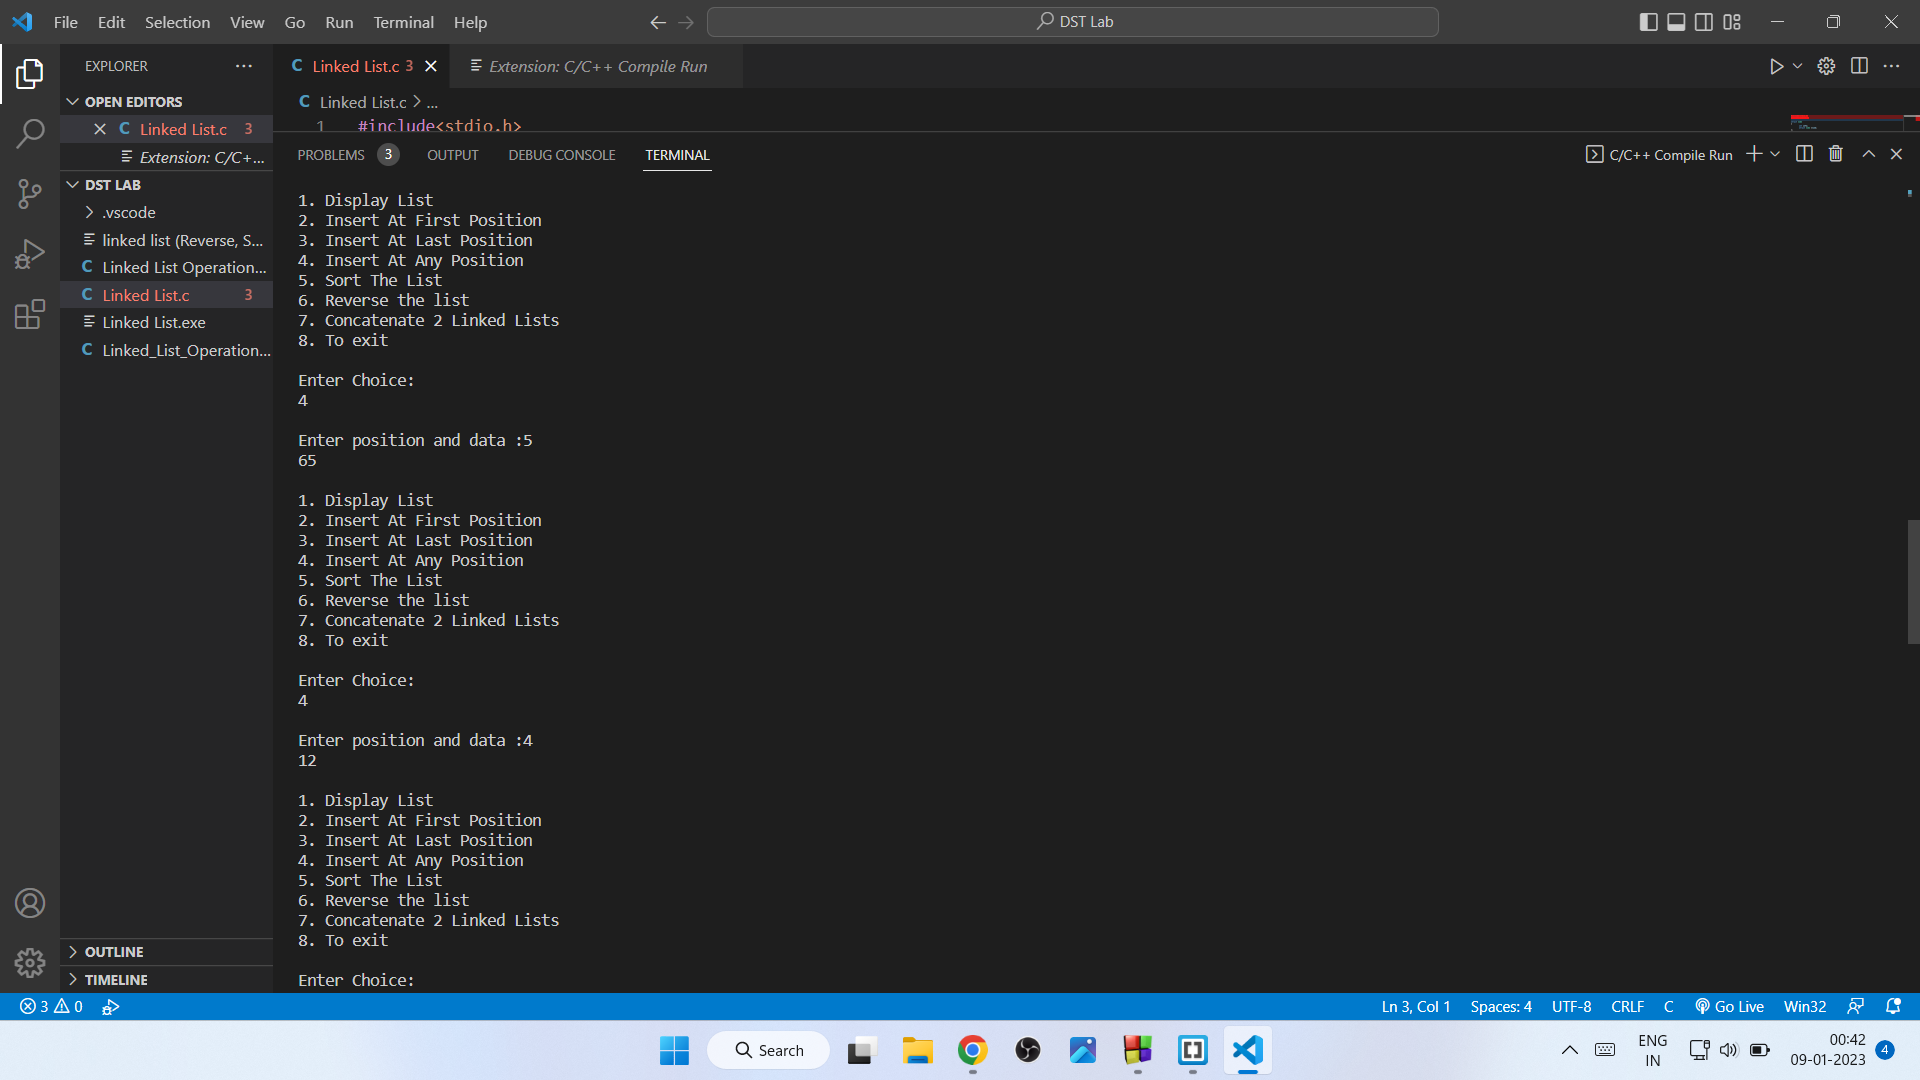 File Edit Selection View Go Run Terminal Help
DST Lab
EXPLORER
OPEN EDITORS
Linked List.c 3
Extension: C/C+...
DST LAB
.vscode
linked list (Reverse, S...
Linked List Operation...
Linked List.c 3
Linked List.exe
Linked_List_Operation...
OUTLINE
TIMELINE
Linked List.c 3
Extension: C/C++ Compile Run
Linked List.c > ...
1 #include<stdio.h>
PROBLEMS 3 OUTPUT DEBUG CONSOLE TERMINAL
C/C++ Compile Run
1. Display List
2. Insert At First Position
3. Insert At Last Position
4. Insert At Any Position
5. Sort The List
6. Reverse the list
7. Concatenate 2 Linked Lists
8. To exit
Enter Choice:
4
Enter position and data :5
65
1. Display List
2. Insert At First Position
3. Insert At Last Position
4. Insert At Any Position
5. Sort The List
6. Reverse the list
7. Concatenate 2 Linked Lists
8. To exit
Enter Choice:
4
Enter position and data :4
12
1. Display List
2. Insert At First Position
3. Insert At Last Position
4. Insert At Any Position
5. Sort The List
6. Reverse the list
7. Concatenate 2 Linked Lists
8. To exit
Enter Choice:
3 0
Ln 3, Col 1 Spaces: 4 UTF-8 CRLF C Go Live Win32
Search
ENG
IN
00:42
09-01-2023
4